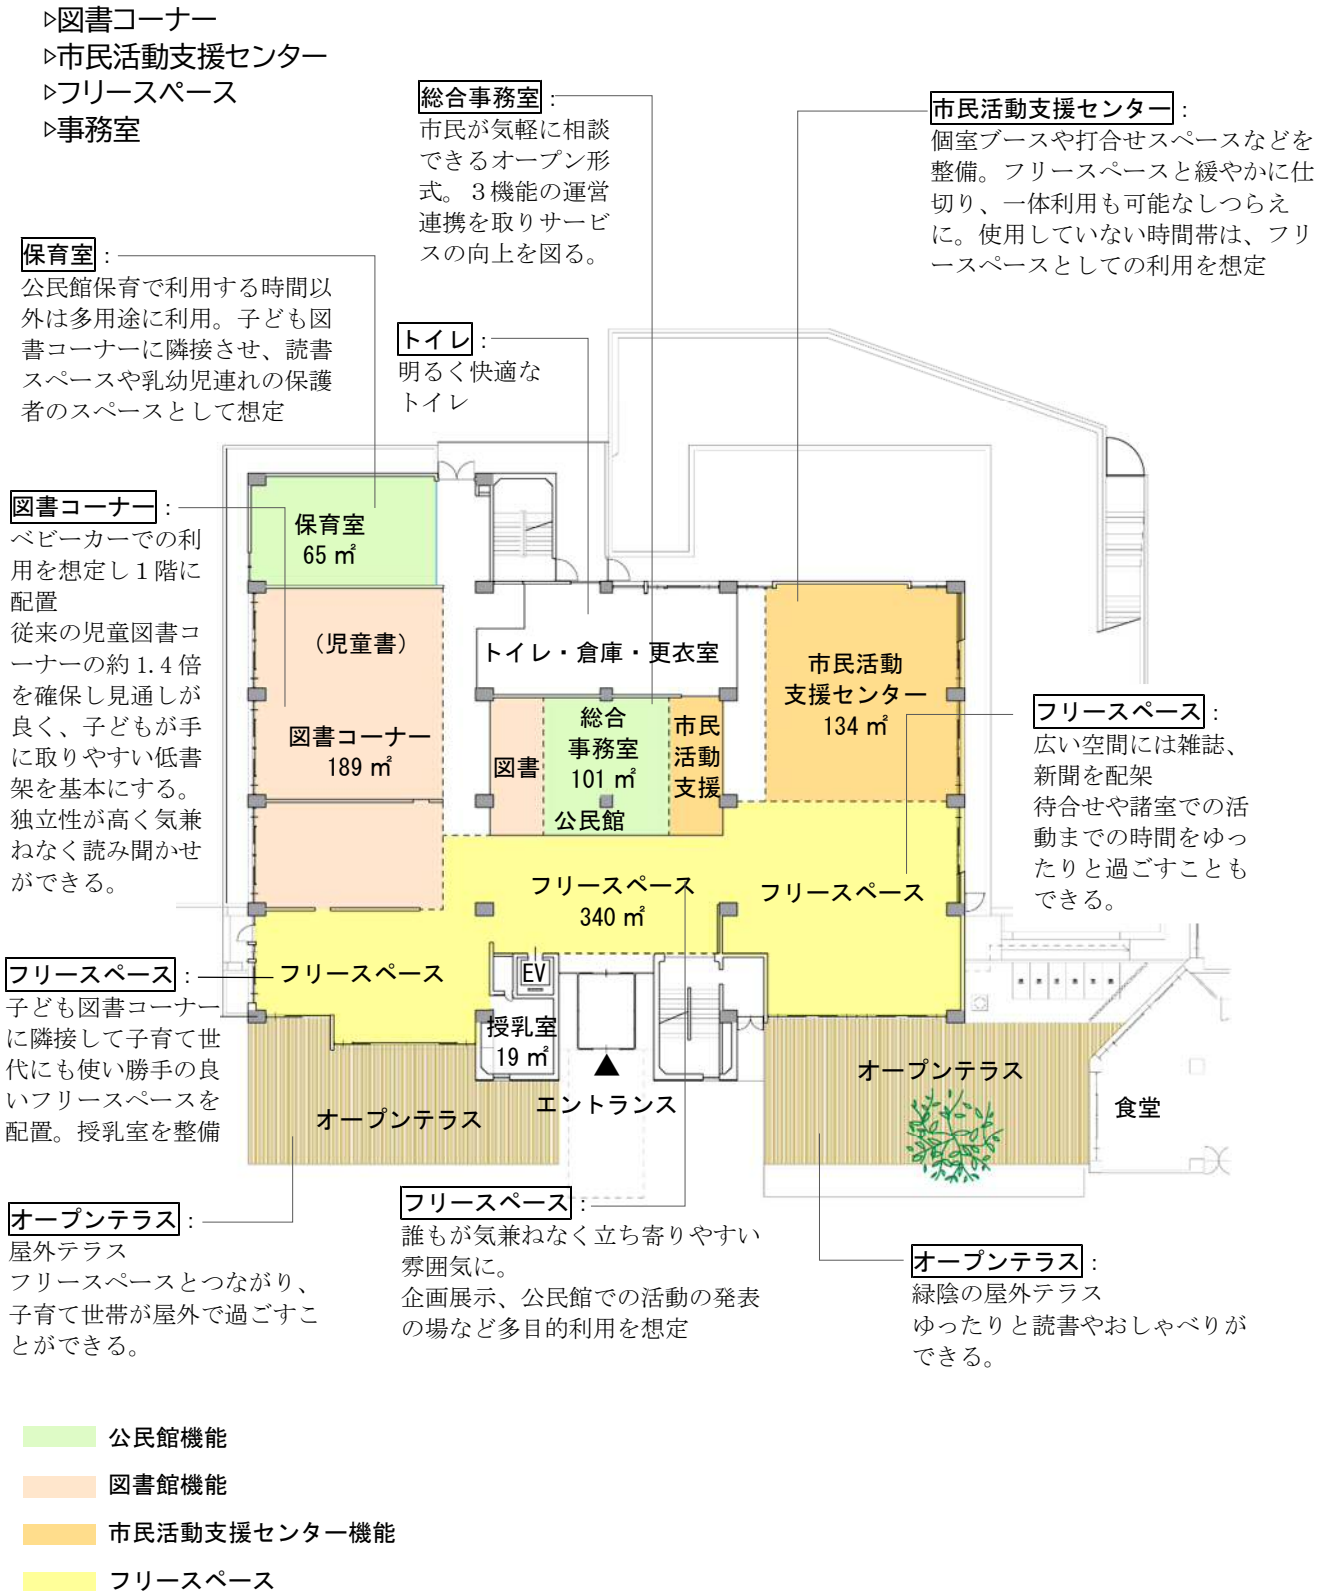 ▷図書コーナー
▷市民活動支援センター
▷フリースペース
▷事務室
総合事務室：
市民が気軽に相談
できるオープン形
式。３機能の運営
連携を取りサービ
スの向上を図る。
市民活動支援センター：
個室ブースや打合せスペースなどを
整備。フリースペースと緩やかに仕
切り、一体利用も可能なしつらえ
に。使用していない時間帯は、フリ
ースペースとしての利用を想定
保育室：
公民館保育で利用する時間以
外は多用途に利用。子ども図
書コーナーに隣接させ、読書
スペースや乳幼児連れの保護
者のスペースとして想定
トイレ：
明るく快適な
トイレ
図書コーナー：
ベビーカーでの利
用を想定し１階に
配置
従来の児童図書コ
ーナーの約 1.4 倍
を確保し見通しが
良く、子どもが手
に取りやすい低書
架を基本にする。
独立性が高く気兼
ねなく読み聞かせ
ができる。
保育室
65 ㎡
（児童書）
図書コーナー
189 ㎡
トイレ・倉庫・更衣室
図書
総合
事務室
101 ㎡
公民館
市民
活動
支援
市民活動
支援センター
134 ㎡
フリースペース：
広い空間には雑誌、
新聞を配架
待合せや諸室での活
動までの時間をゆっ
たりと過ごすことも
できる。
フリースペース
340 ㎡
フリースペース
フリースペース
EV
授乳室
19 ㎡
エントランス
オープンテラス
オープンテラス
食堂
フリースペース：
子ども図書コーナー
に隣接して子育て世
代にも使い勝手の良
いフリースペースを
配置。授乳室を整備
オープンテラス：
屋外テラス
フリースペースとつながり、
子育て世帯が屋外で過ごすこ
とができる。
フリースペース：
誰もが気兼ねなく立ち寄りやすい
雰囲気に。
企画展示、公民館での活動の発表
の場など多目的利用を想定
オープンテラス：
緑陰の屋外テラス
ゆったりと読書やおしゃべりが
できる。
公民館機能
図書館機能
市民活動支援センター機能
フリースペース